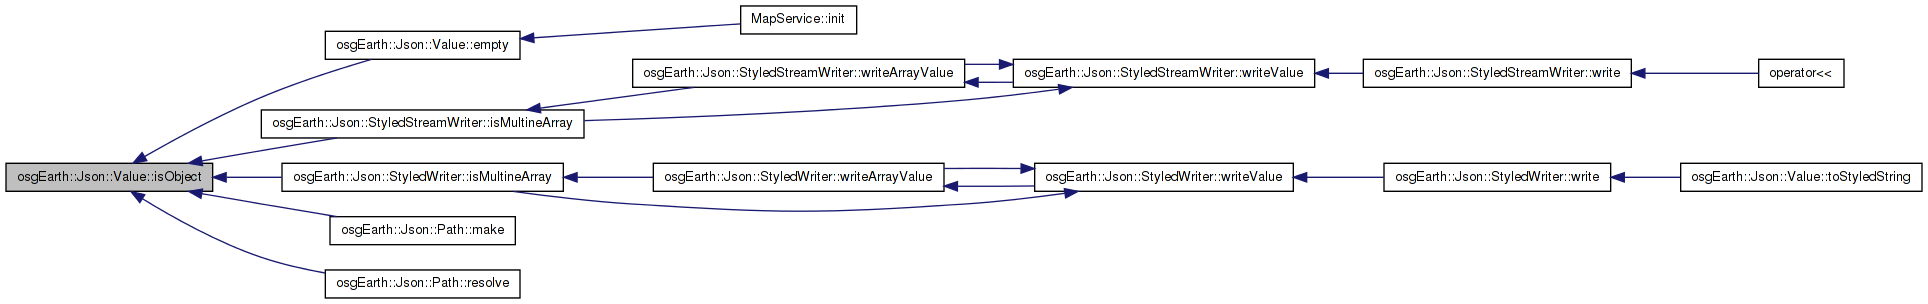 MapService::init
osgEarth::Json::Value::empty
osgEarth::Json::StyledStreamWriter::writeArrayValue
osgEarth::Json::StyledStreamWriter::writeValue
osgEarth::Json::StyledStreamWriter::write
operator<<
osgEarth::Json::StyledStreamWriter::isMultineArray
osgEarth::Json::Value::isObject
osgEarth::Json::StyledWriter::isMultineArray
osgEarth::Json::StyledWriter::writeArrayValue
osgEarth::Json::StyledWriter::writeValue
osgEarth::Json::StyledWriter::write
osgEarth::Json::Value::toStyledString
osgEarth::Json::Path::make
osgEarth::Json::Path::resolve